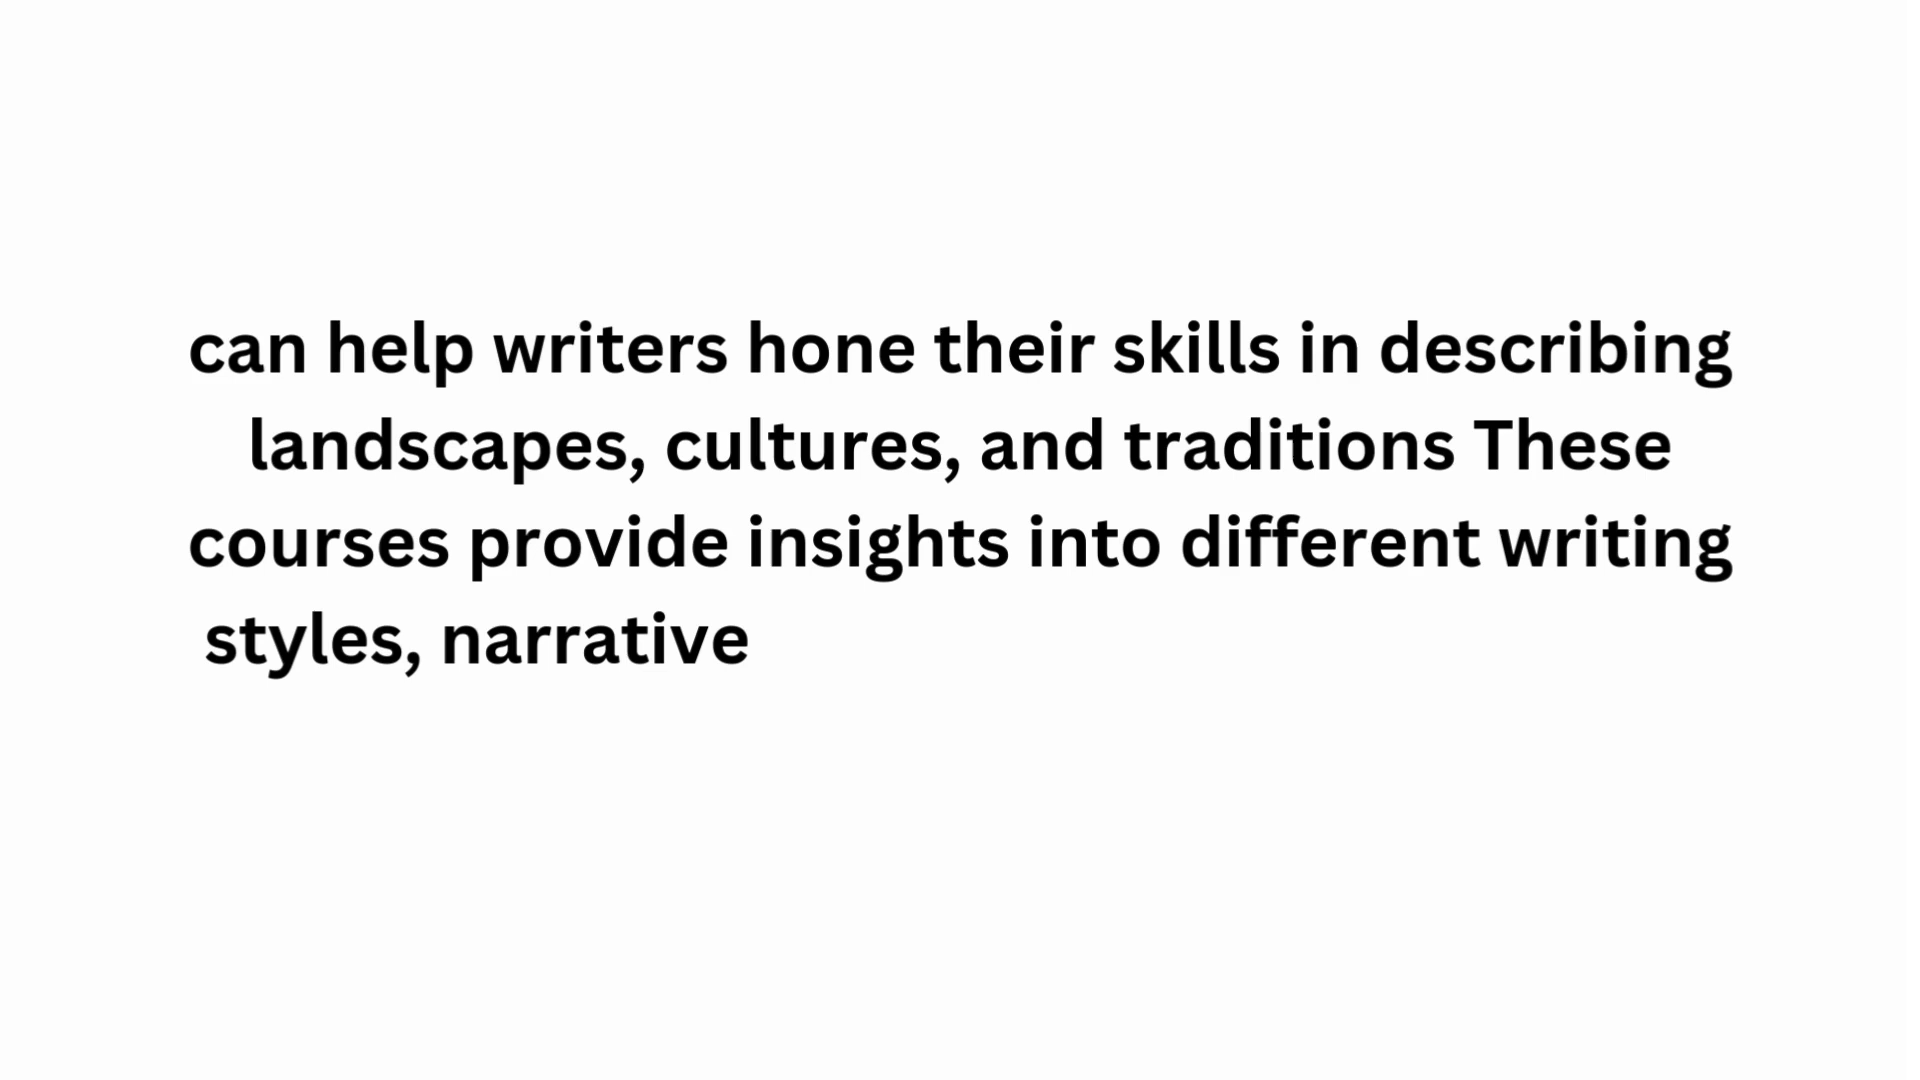 can help writers hone their skills in describing
landscapes, cultures, and traditions These
courses provide insights into different writing
styles, narrative